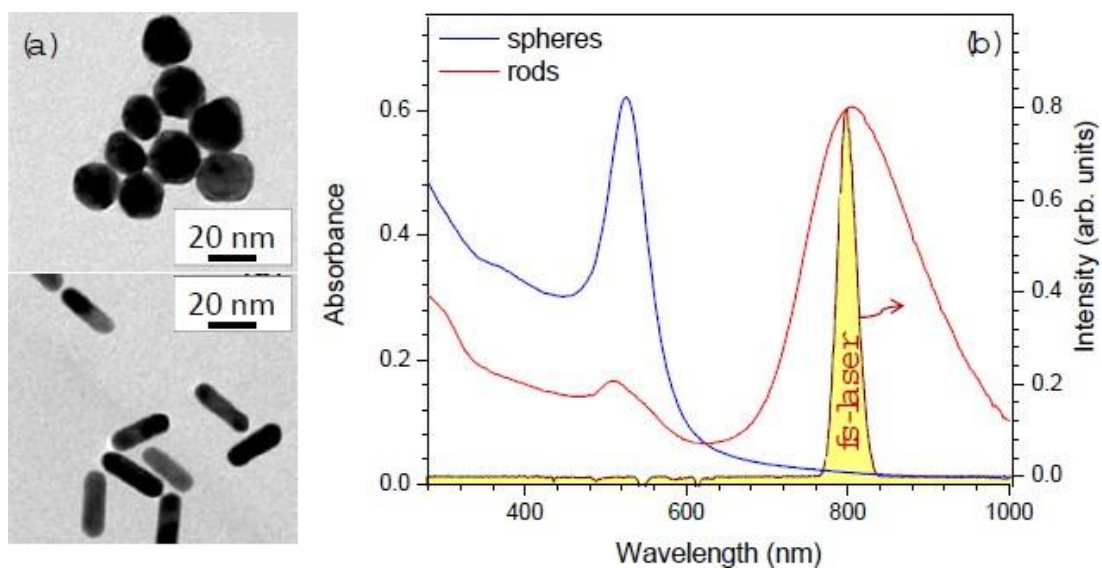 (a)
20 nm
20 nm
spheres
rods
(b)
0.6
0.4
0.2
0.0
Absorbance
0.8
0.6
0.4
0.2
0.0
Intensity (arb. units)
fs-laser
400
600
800
1000
Wavelength (nm)